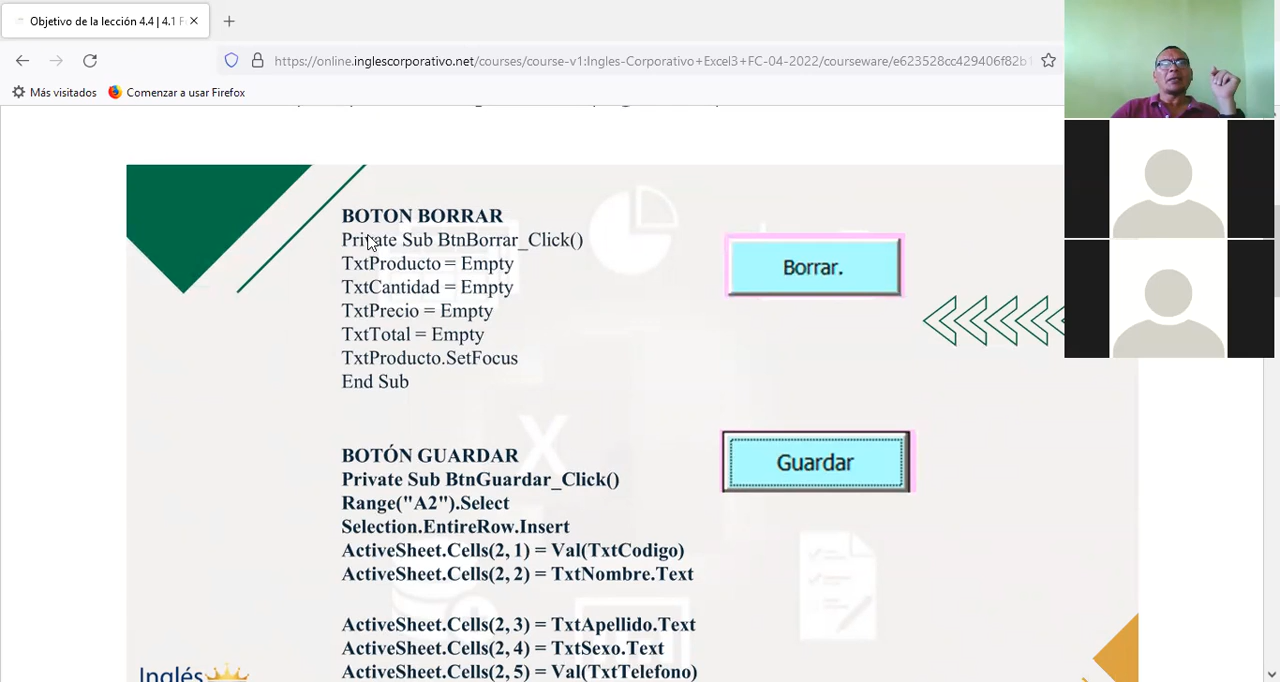 Objetivo de la lección 4.4 | 4.1 F
https://online.inglescorporativo.net/courses/course-v1:Ingles-Corporativo+Excel3+FC-04-2022/courseware/e623528cc429406f82b1
Más visitados
Comenzar a usar Firefox
BOTON BORRAR
Private Sub BtnBorrar_Click()
TxtProducto = Empty
TxtCantidad = Empty
TxtPrecio = Empty
TxtTotal = Empty
TxtProducto.SetFocus
End Sub
Borrar.
BOTÓN GUARDAR
Private Sub BtnGuardar_Click()
Range("A2").Select
Selection.EntireRow.Insert
ActiveSheet.Cells(2, 1) = Val(TxtCodigo)
ActiveSheet.Cells(2, 2) = TxtNombre.Text
Guardar
ActiveSheet.Cells(2, 3) = TxtApellido.Text
ActiveSheet.Cells(2, 4) = TxtSexo.Text
ActiveSheet.Cells(2, 5) = Val(TxtTelefono)
Inglés